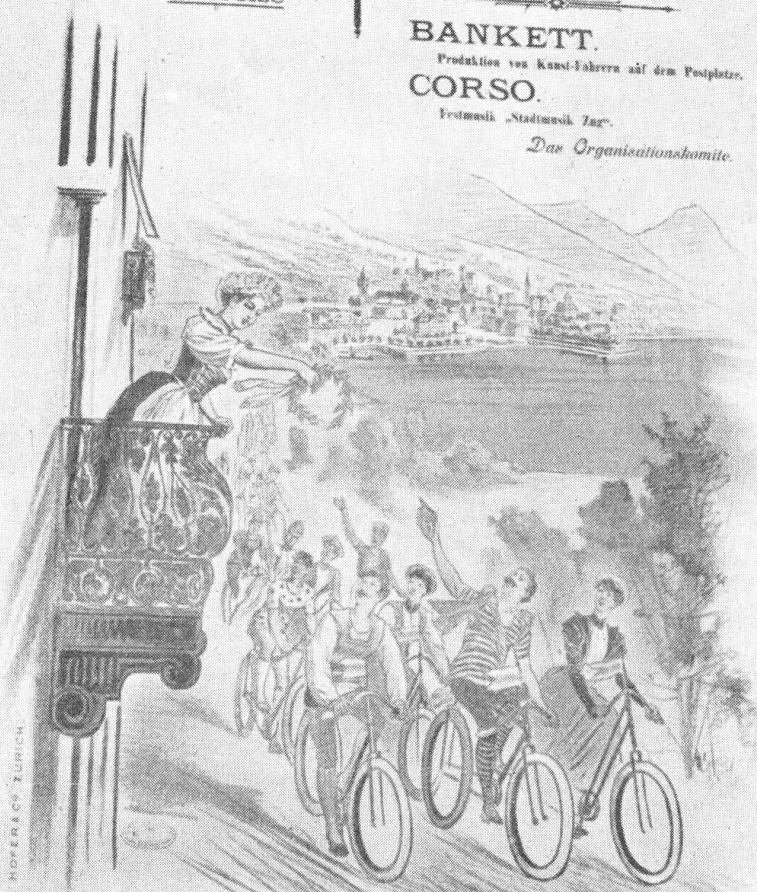 BANKETT.
Produktion von Kunst-Fahrern auf dem Postplatze.
CORSO.
Festmusik „Stadtmusik Zug“.
Das Organisationskomite.
HOFER & Co ZÜRICH